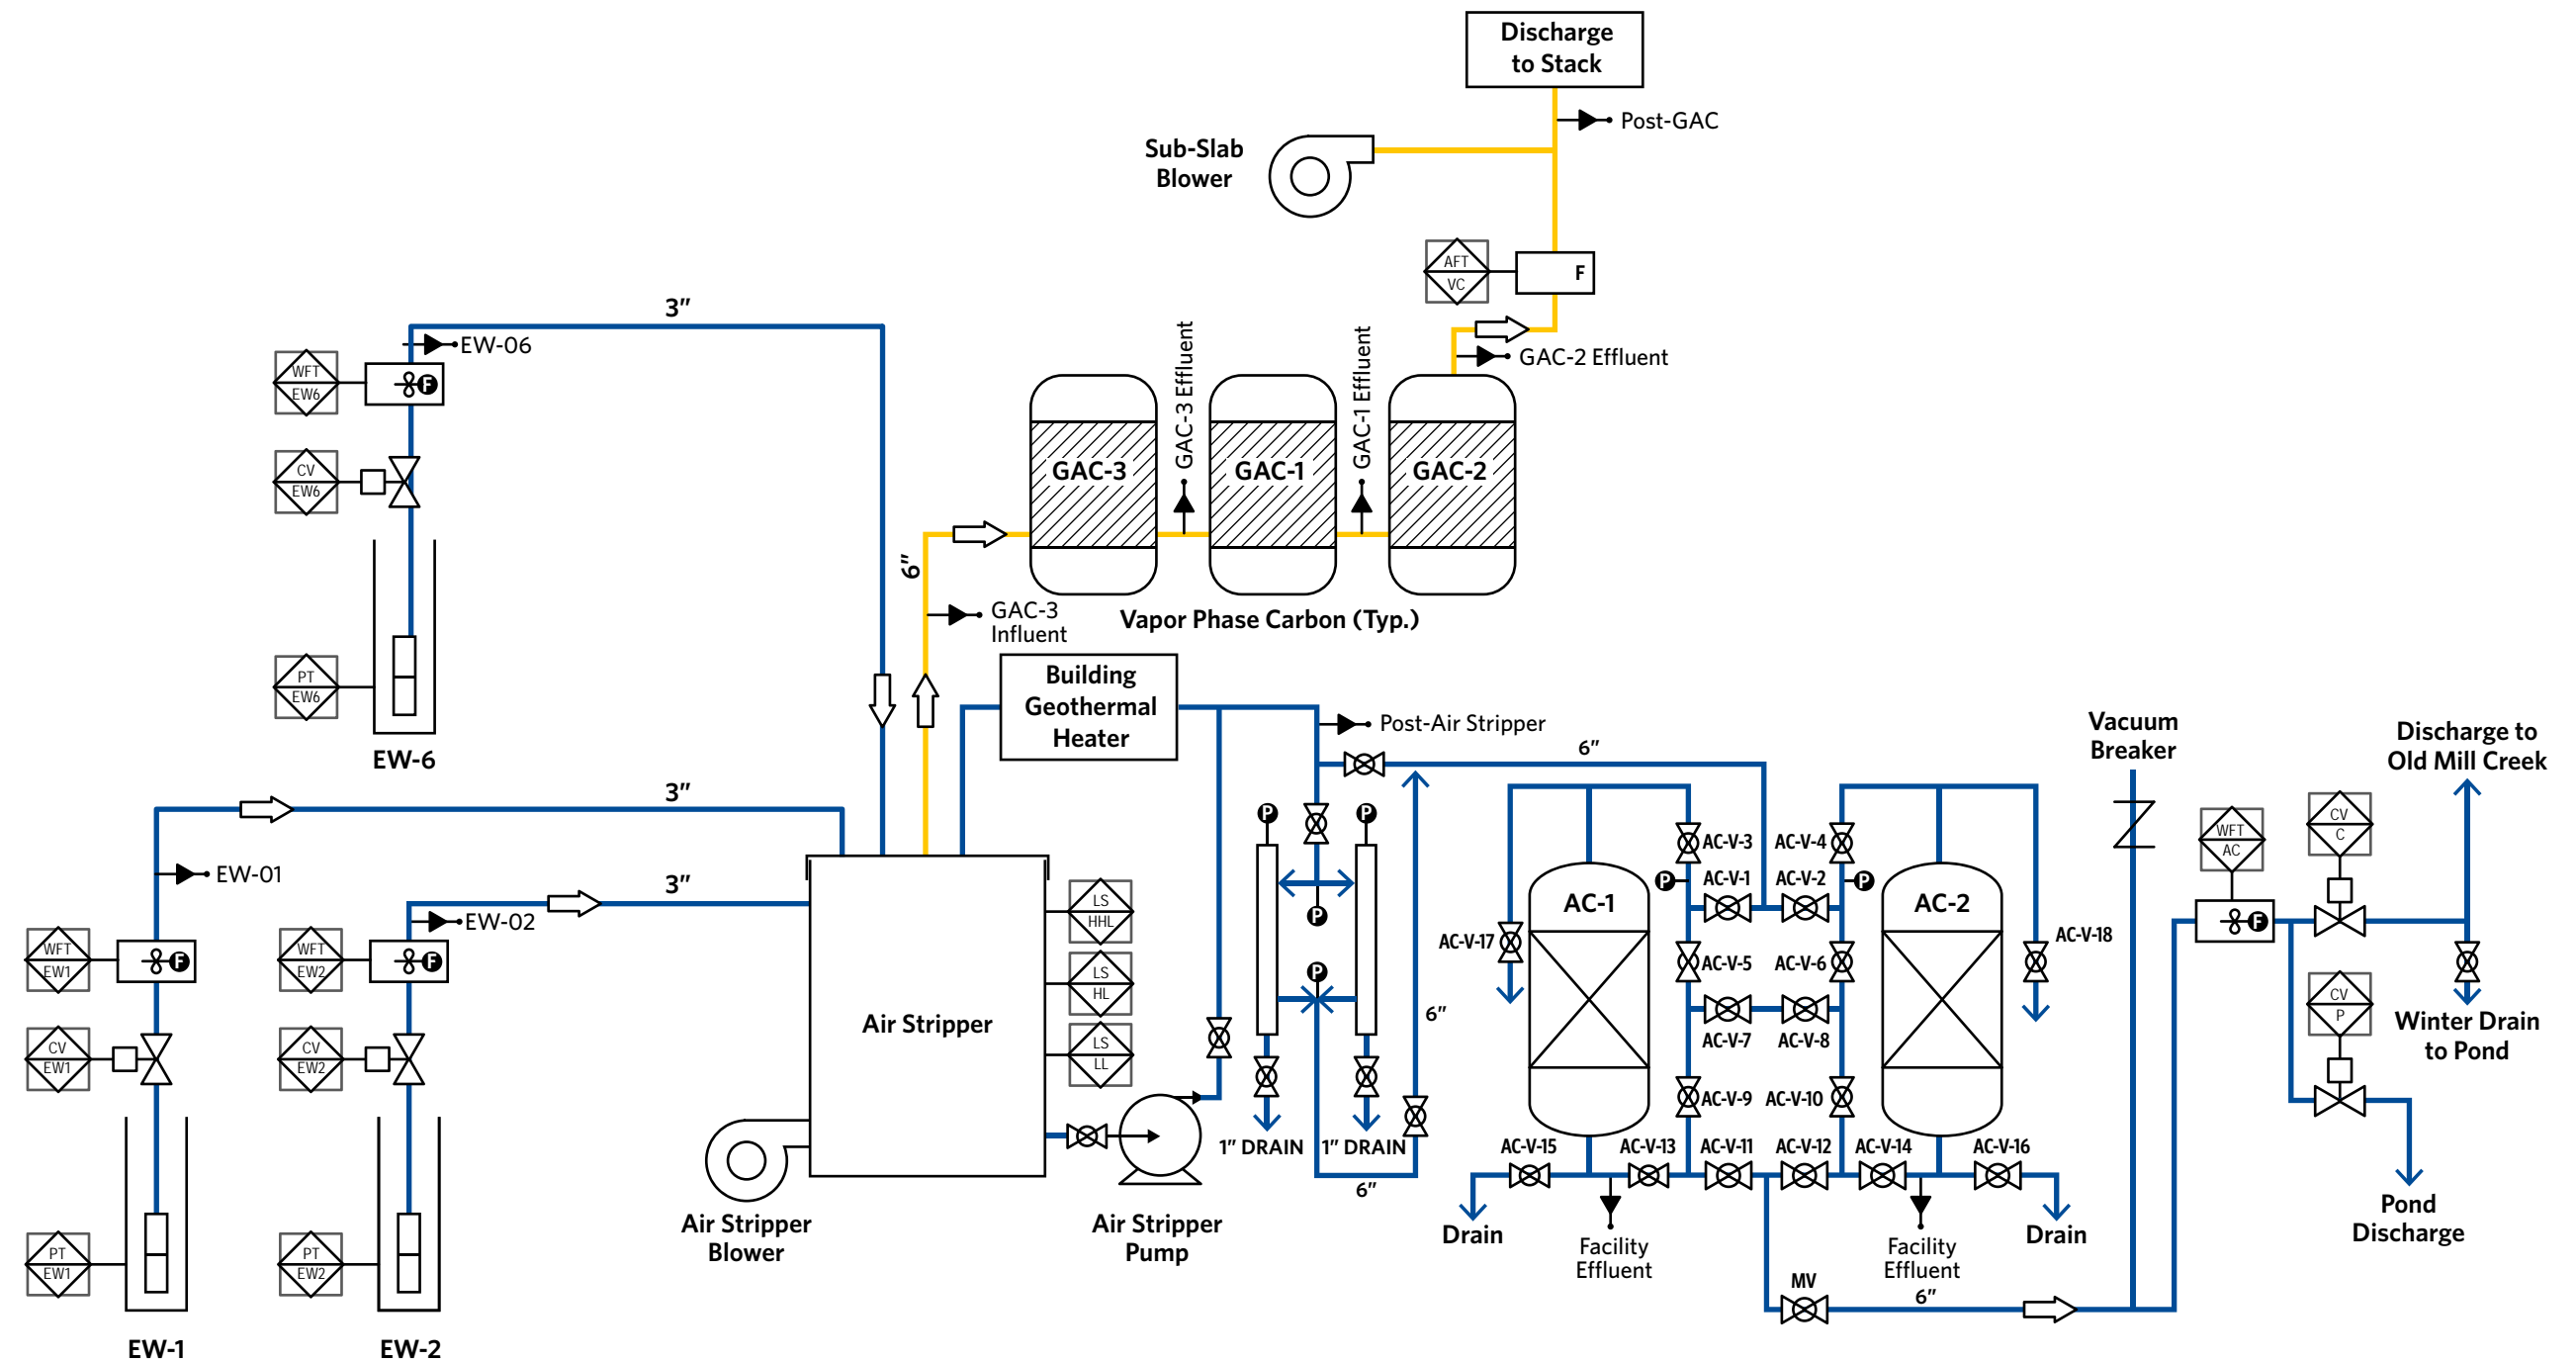 Discharge
to Stack
Post-GAC
Sub-Slab
Blower
AFT
VC
F
3"
EW-06
GAC-2 Effluent
WFT
EW6
F
GAC-3 Effluent
GAC-1 Effluent
CV
EW6
GAC-3
GAC-1
GAC-2
6"
GAC-3
Influent
Vapor Phase Carbon (Typ.)
PT
EW6
EW-6
Building
Geothermal
Heater
Post-Air Stripper
6"
Vacuum
Breaker
Discharge to
Old Mill Creek
3"
P
P
CV
C
WFT
AC
AC-V-3
AC-V-4
EW-01
3"
P
AC-V-1
AC-V-2
P
LS
HHL
AC-1
AC-2
EW-02
P
F
WFT
EW1
F
WFT
EW2
F
AC-V-17
AC-V-18
LS
HL
P
AC-V-5
AC-V-6
CV
P
Air Stripper
6"
Winter Drain
to Pond
CV
EW1
CV
EW2
LS
LL
AC-V-7
AC-V-8
AC-V-9
AC-V-10
1" DRAIN
1" DRAIN
AC-V-15
AC-V-13
AC-V-11
AC-V-12
AC-V-14
AC-V-16
6"
Air Stripper
Blower
Air Stripper
Pump
Drain
Facility
Effluent
Facility
Effluent
Drain
Pond
Discharge
PT
EW1
PT
EW2
MV
6"
EW-1
EW-2